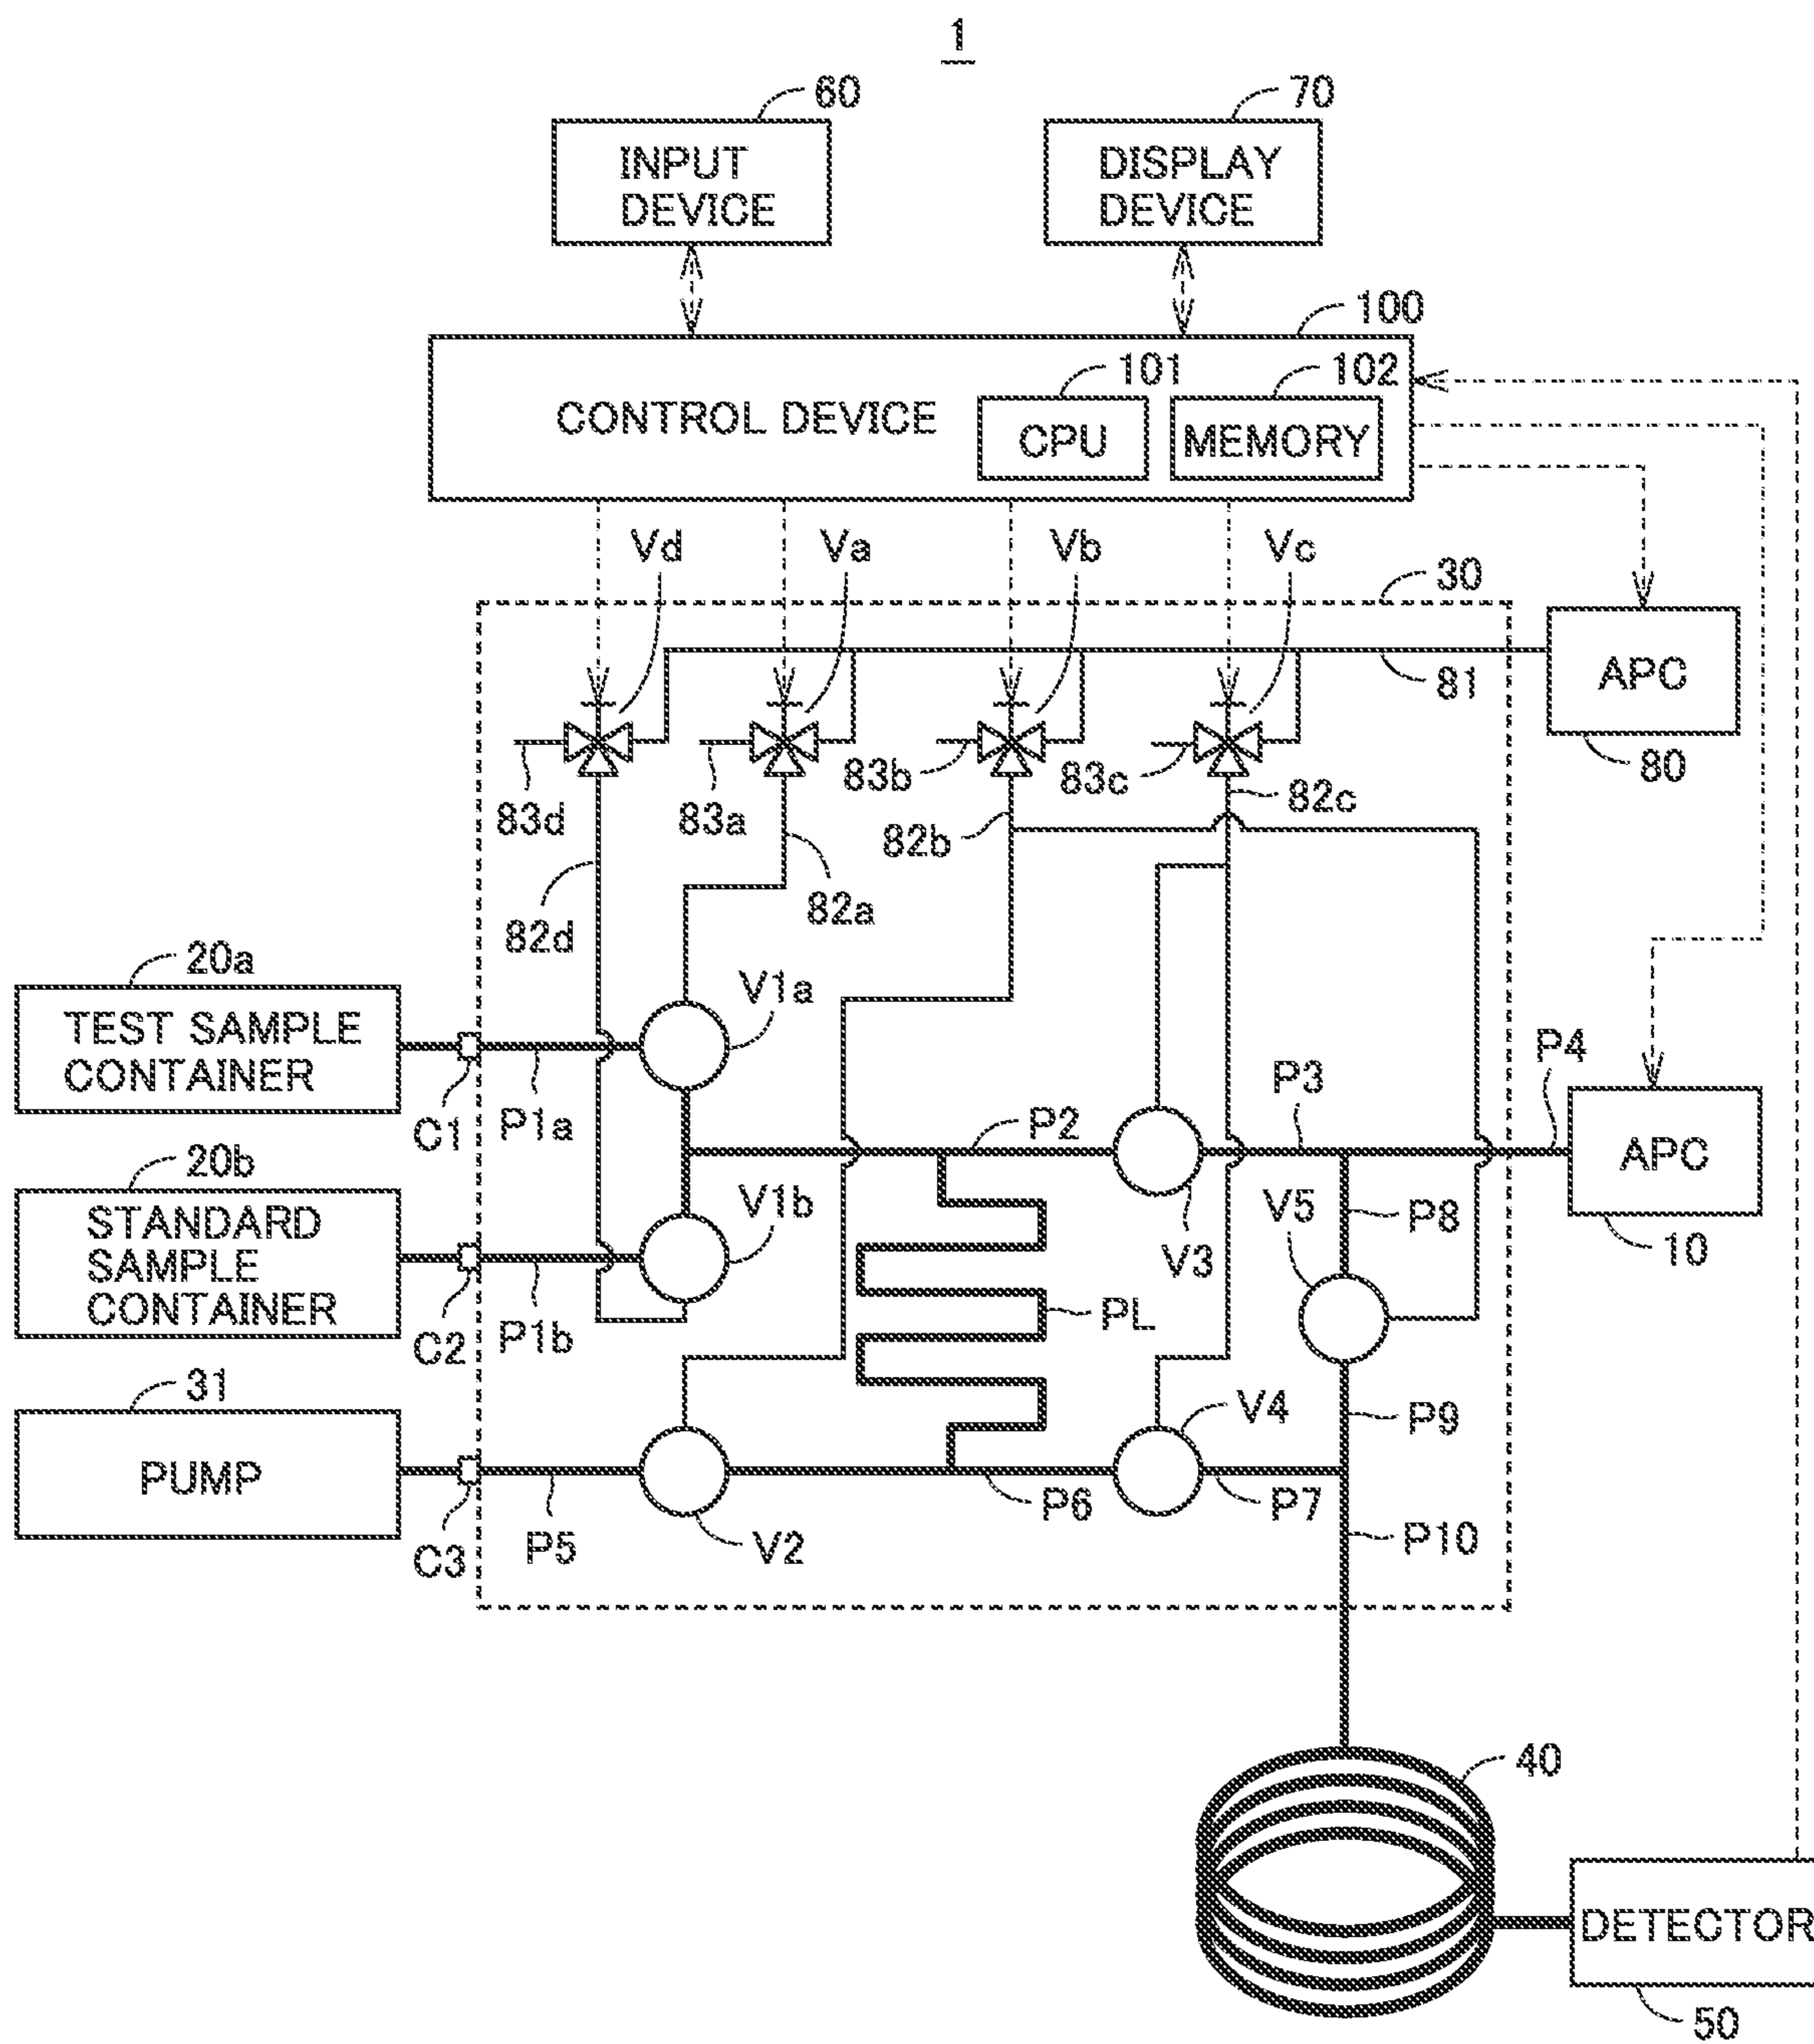 1
60
70
INPUT
DEVICE
DISPLAY
DEVICE
100
101
102
CONTROL DEVICE
CPU
MEMORY
Vd
Va
Vb
Vc
30
APC
81
80
83d
83a
83b
83c
82c
82b
82a
82d
20a
V1a
TEST SAMPLE
CONTAINER
P4
P3
C1
P1a
P2
APC
20b
V1b
V5
P8
V3
10
STANDARD
SAMPLE
CONTAINER
PL
C2
P1b
31
V4
P9
PUMP
P6
P7
C3
P5
V2
P10
40
DETECTOR
50